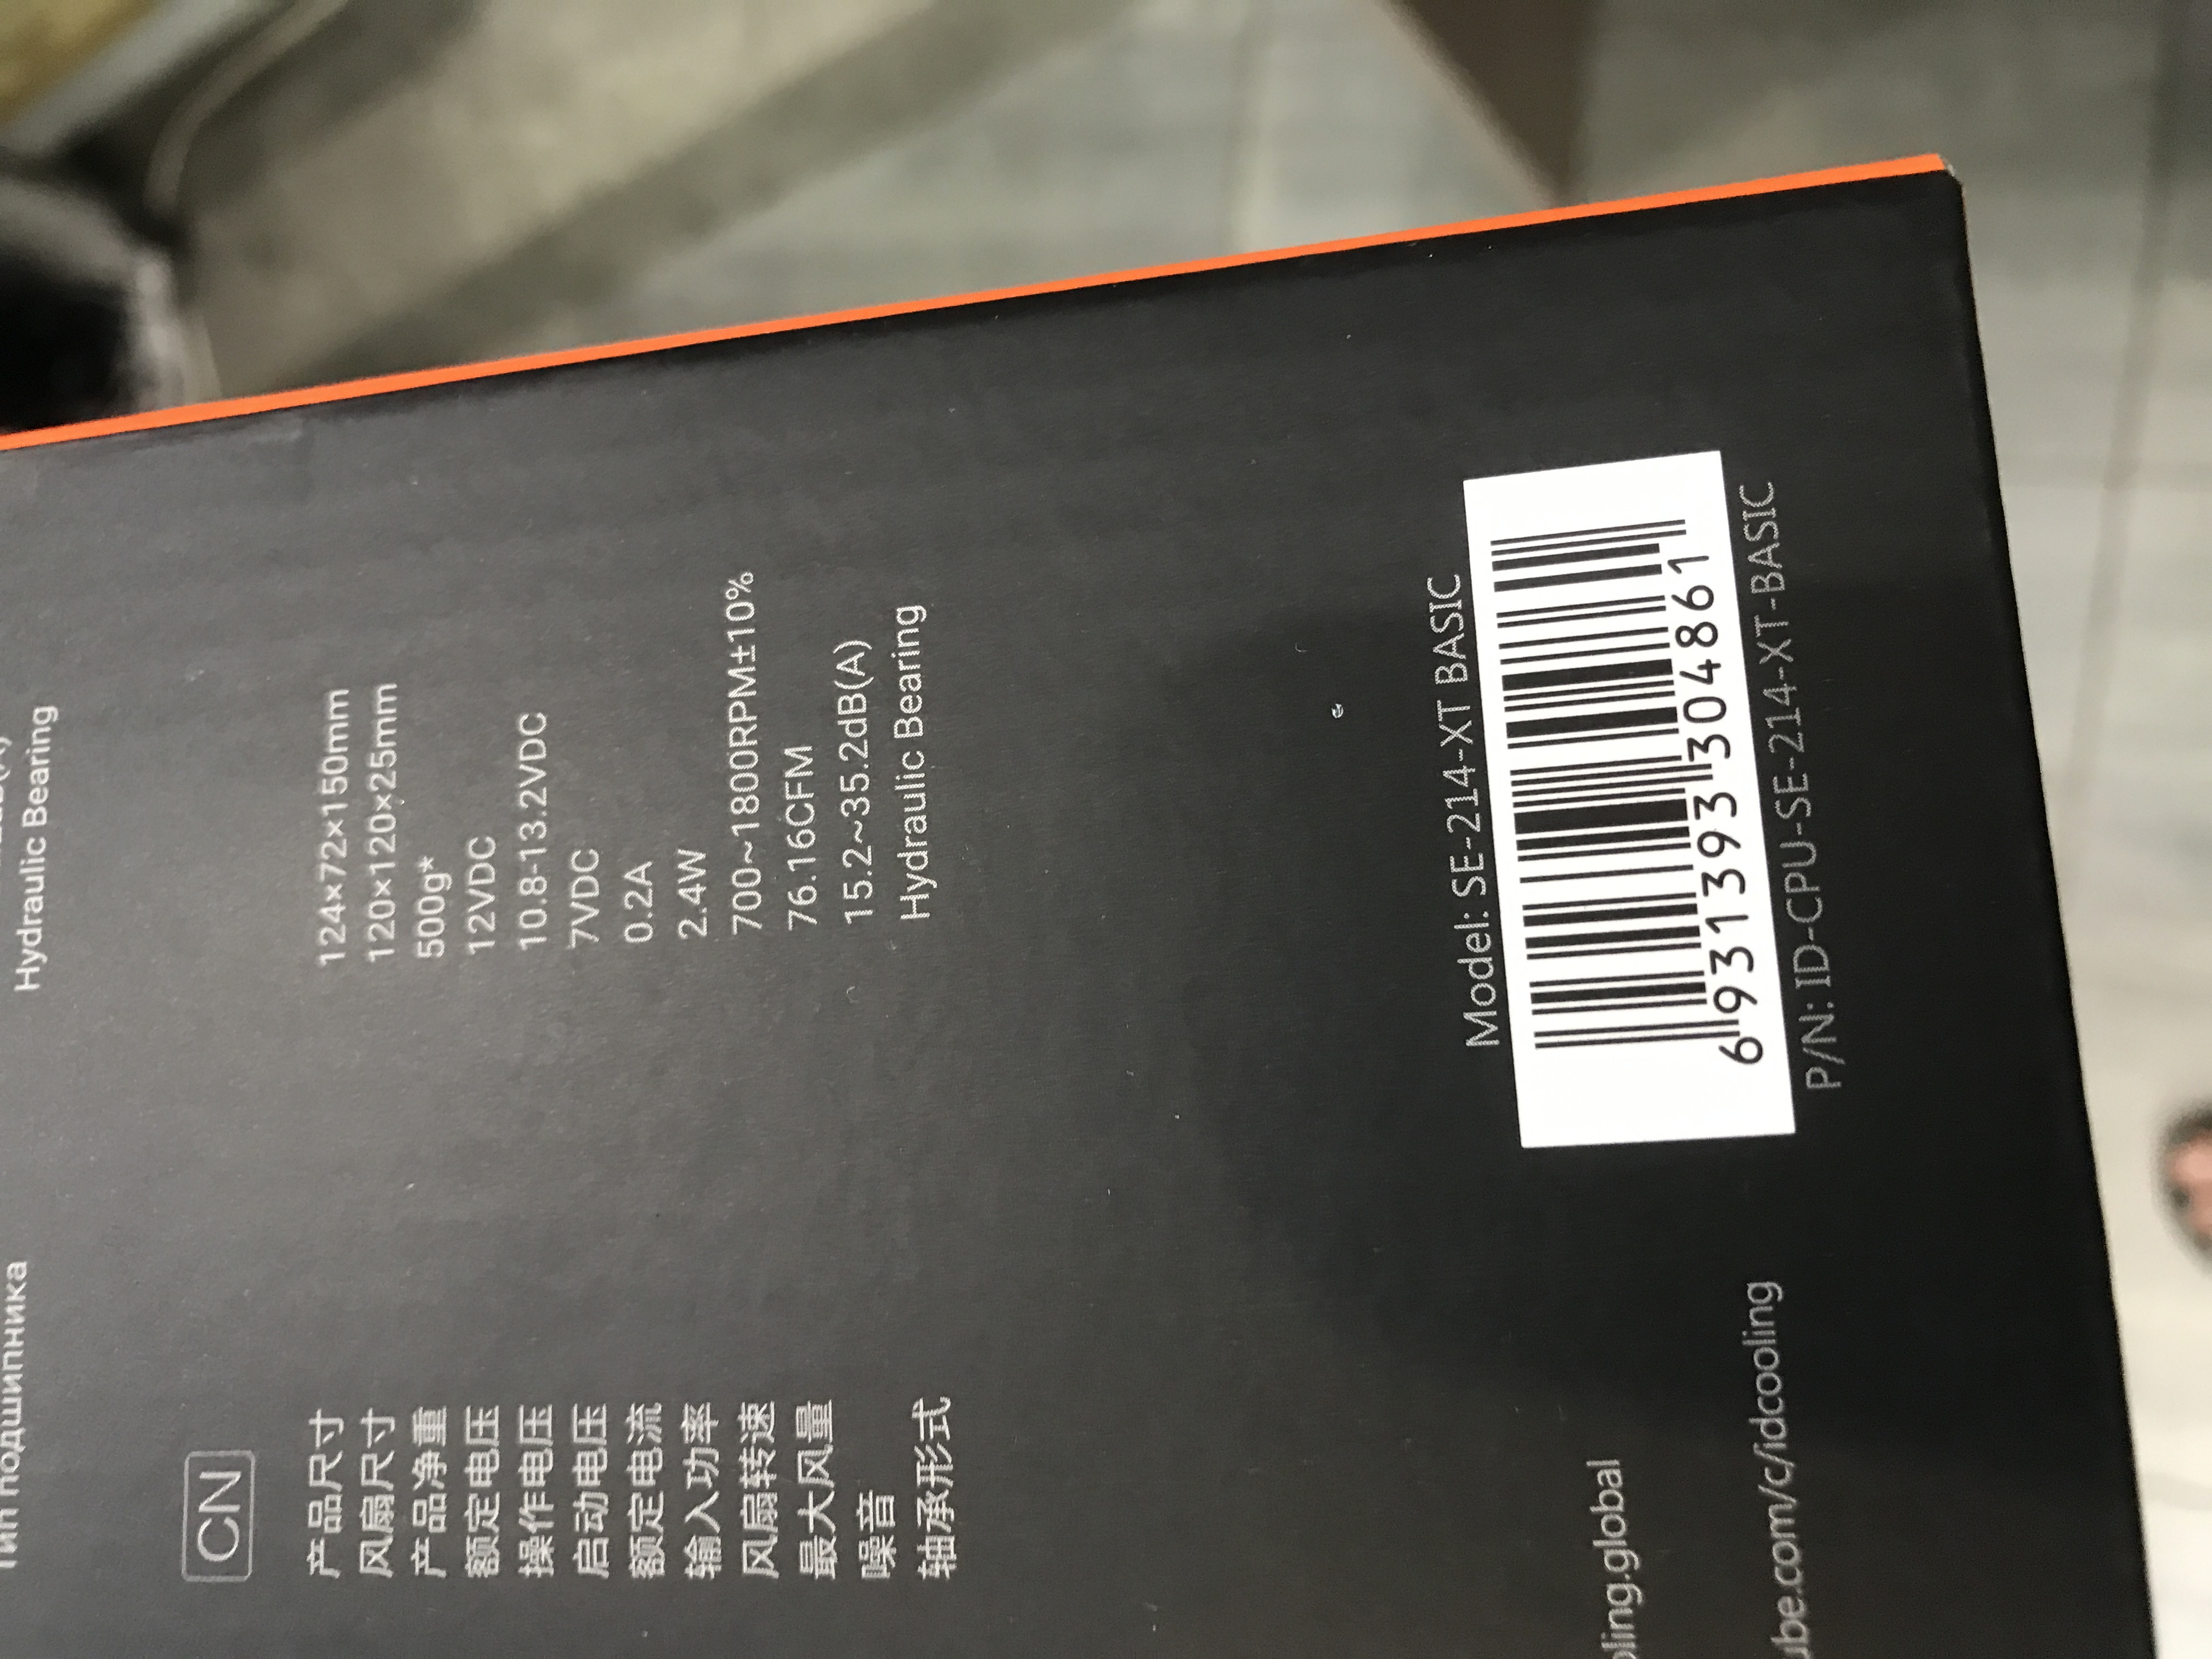 Тип подшипника Hydraulic Bearing
CN
产品尺寸 124×72×150mm
风扇尺寸 120×120×25mm
产品净重 500g*
额定电压 12VDC
操作电压 10.8-13.2VDC
启动电压 7VDC
额定电流 0.2A
输入功率 2.4W
风扇转速 700~1800RPM±10%
最大风量 76.16CFM
噪音 15.2~35.2dB(A)
轴承形式 Hydraulic Bearing
Model: SE-214-XT BASIC
6 931393 304861
P/N: ID-CPU-SE-214-XT-BASIC
oling.global
ube.com/c/idcooling